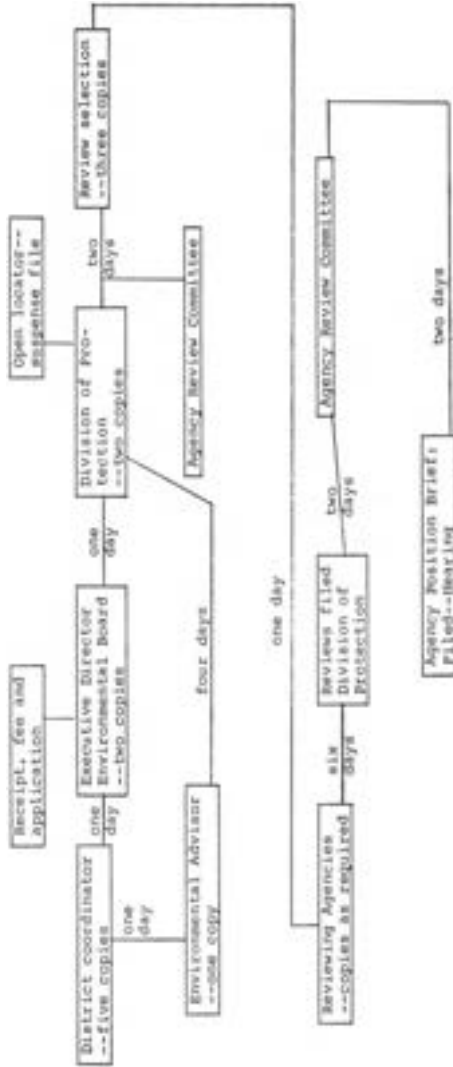 Receipt, fee and
application
Open locator--
suspense file
District coordinator
--five copies
one
day
Executive Director
Environmental Board
--two copies
one
day
Division of Pro-
tection
--two copies
two
days
Review selection
--three copies
one
day
Environmental Advisor
--one copy
four days
Agency Review Committee
one day
Reviewing Agencies
--copies as required
six
days
Reviews filed
Division of
Protection
two
days
Agency Review Committee
two days
Agency Position Brief:
Filed--Hearing